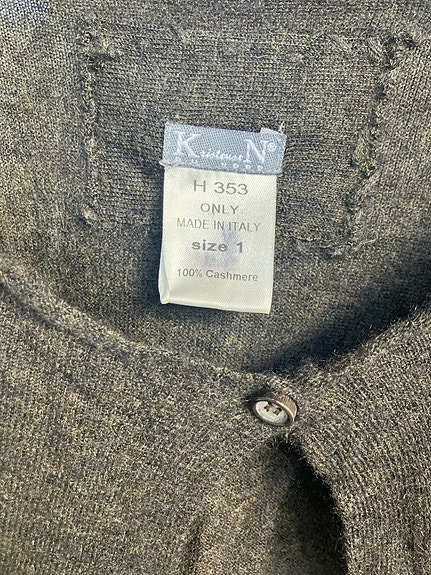 Kristensen N®
DU NORD
H 353
ONLY
MADE IN ITALY
size 1
100% Cashmere